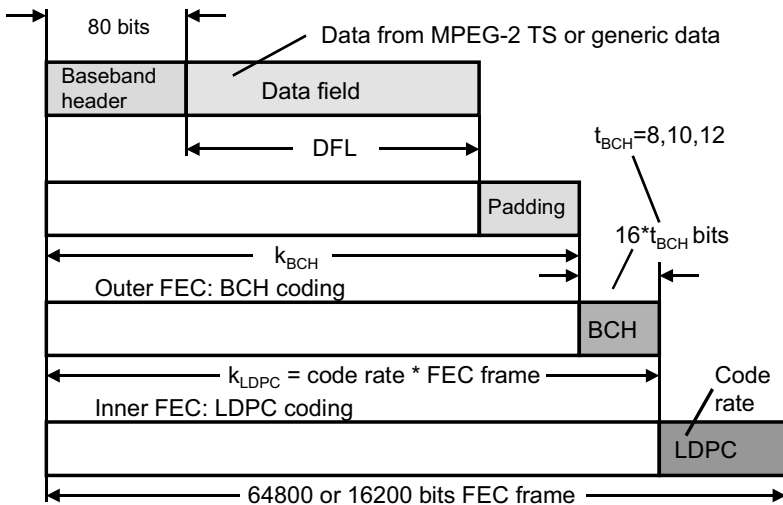 80 bits
Data from MPEG-2 TS or generic data
Baseband
header
Data field
DFL
t_BCH=8,10,12
Padding
16*t_BCH bits
k_BCH
Outer FEC: BCH coding
BCH
k_LDPC = code rate * FEC frame
Code
rate
Inner FEC: LDPC coding
LDPC
64800 or 16200 bits FEC frame